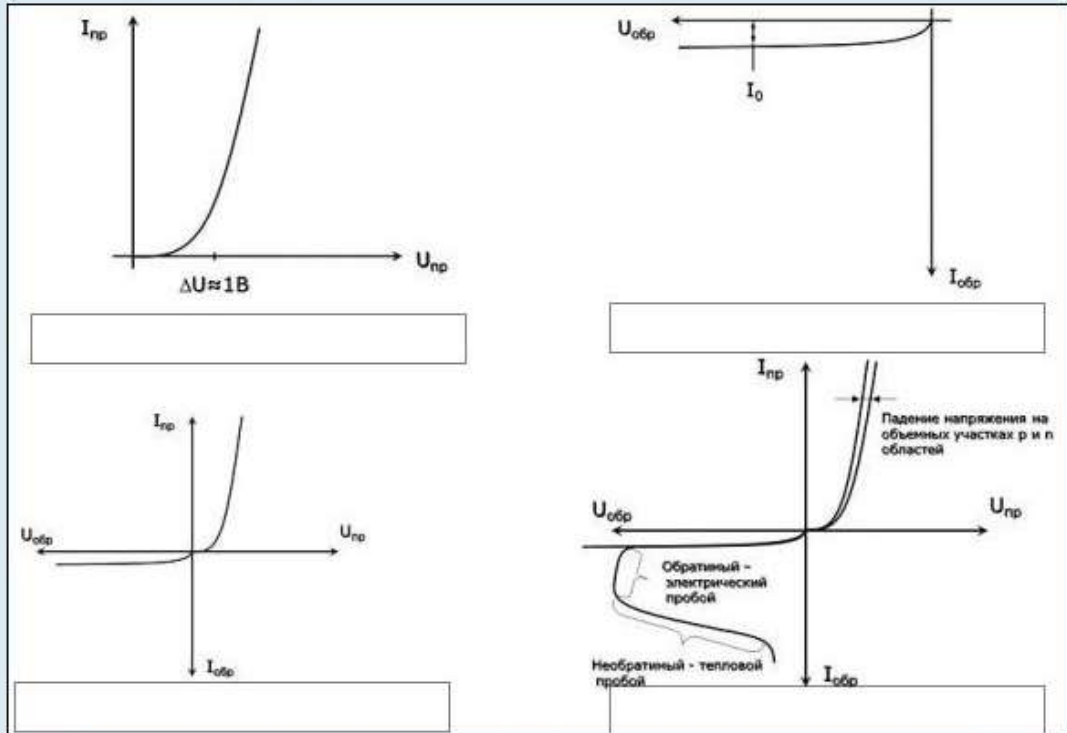 Iпр
Uпр
ΔU≈1В
Uобр
I₀
Iобр
Iпр
Uобр
Uпр
Iобр
Iпр
Падение напряжения на
объемных участках p и n
областей
Uобр
Uпр
Обратимый -
электрический
пробой
Необратимый - тепловой
пробой
Iобр